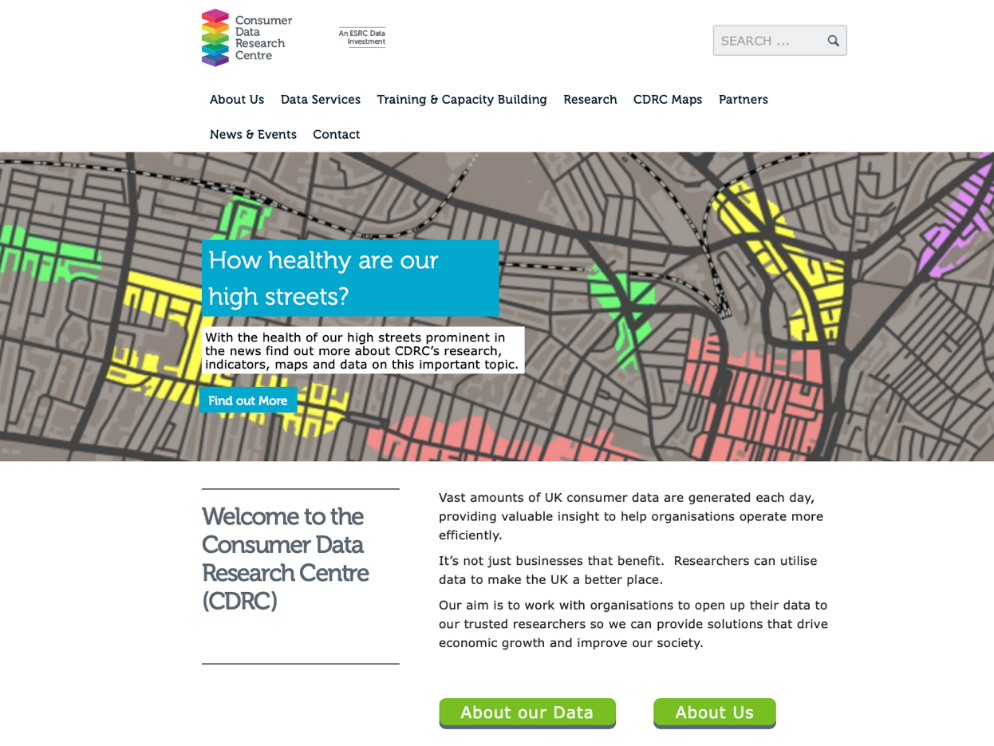 Consumer
Data
Research
Centre
An ESRC Data
Investment
SEARCH ...
About Us Data Services Training & Capacity Building Research CDRC Maps Partners
News & Events Contact
How healthy are our
high streets?
With the health of our high streets prominent in
the news find out more about CDRC's research,
indicators, maps and data on this important topic.
Find out More
Welcome to the
Consumer Data
Research Centre
(CDRC)
Vast amounts of UK consumer data are generated each day,
providing valuable insight to help organisations operate more
efficiently.
It's not just businesses that benefit. Researchers can utilise
data to make the UK a better place.
Our aim is to work with organisations to open up their data to
our trusted researchers so we can provide solutions that drive
economic growth and improve our society.
About our Data About Us